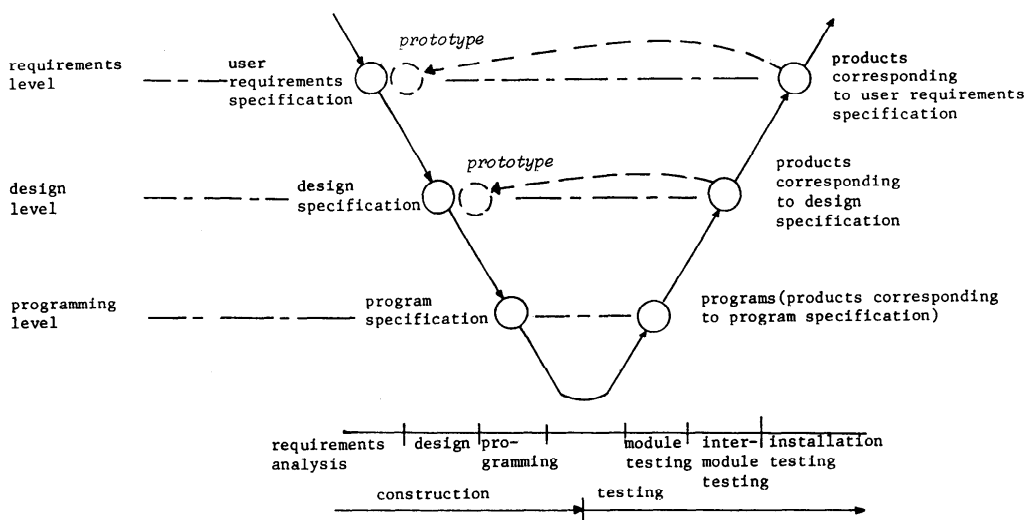 prototype
requirements
level
user
requirements
specification
products
corresponding
to user requirements
specification
prototype
design
level
design
specification
products
corresponding
to design
specification
programming
level
program
specification
programs(products corresponding
to program specification)
requirements
analysis
design
pro-
gramming
module
testing
inter-
module
testing
installation
testing
construction
testing